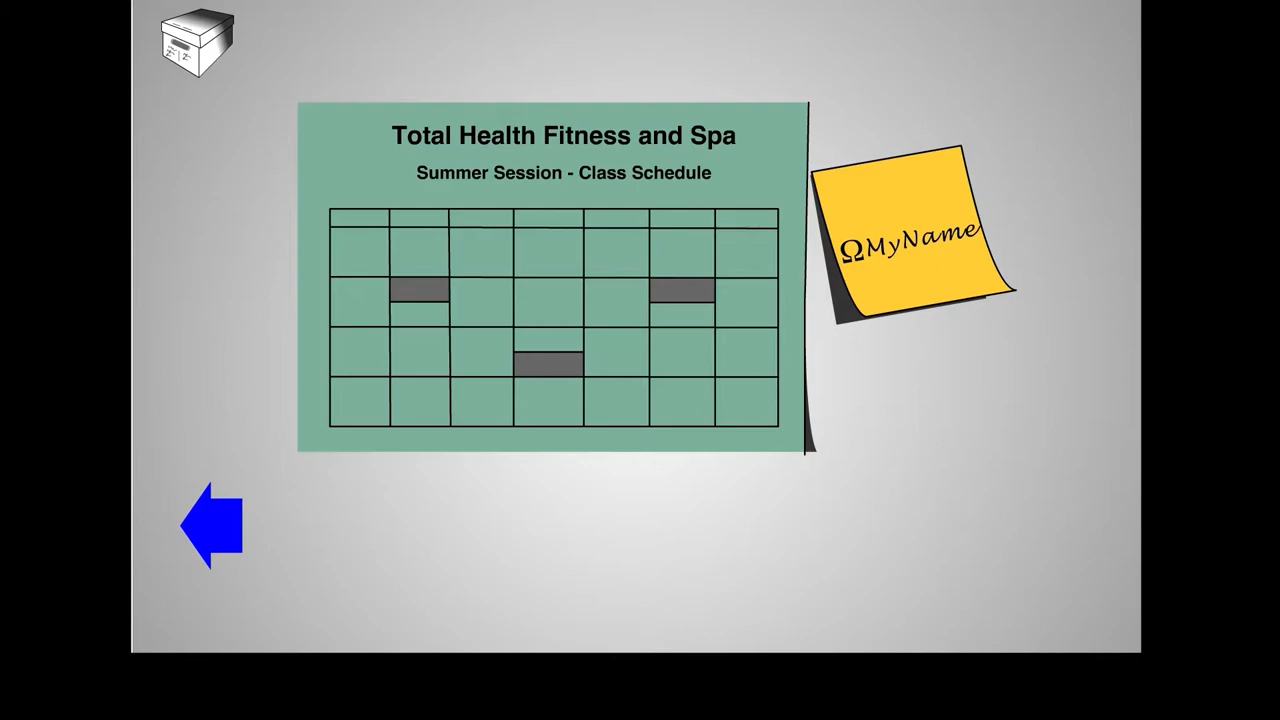 Total Health Fitness and Spa
Summer Session - Class Schedule
ΩMyName